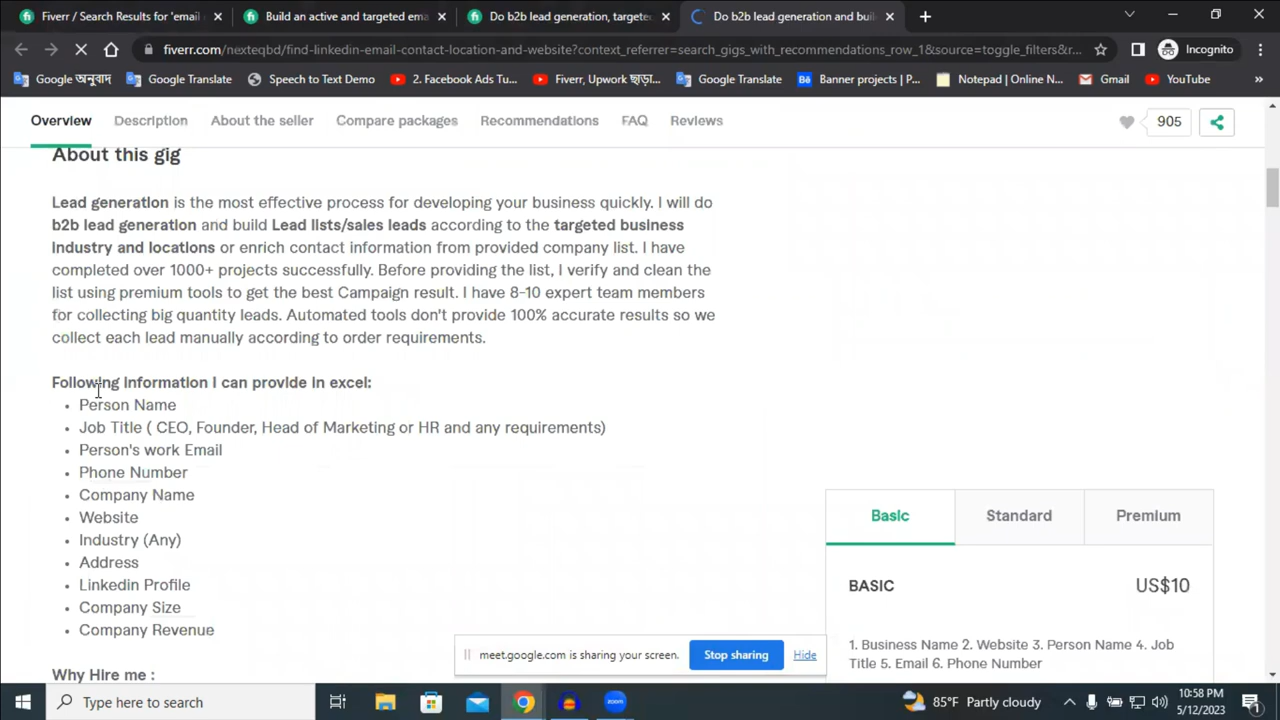 Fiverr / Search Results for 'email
Build an active and targeted ema
Do b2b lead generation, targeted
Do b2b lead generation and buil
fiverr.com/nexteqbd/find-linkedin-email-contact-location-and-website?context_referrer=search_gigs_with_recommendations_row_1&source=toggle_filters&r...
Incognito
Google অনুবাদ
Google Translate
Speech to Text Demo
2. Facebook Ads Tu...
Fiverr, Upwork ছাড়া...
Google Translate
Banner projects | P...
Notepad | Online N...
Gmail
YouTube
Overview
Description
About the seller
Compare packages
Recommendations
FAQ
Reviews
905
About this gig
Lead generation is the most effective process for developing your business quickly. I will do
b2b lead generation and build Lead lists/sales leads according to the targeted business
industry and locations or enrich contact information from provided company list. I have
completed over 1000+ projects successfully. Before providing the list, I verify and clean the
list using premium tools to get the best Campaign result. I have 8-10 expert team members
for collecting big quantity leads. Automated tools don't provide 100% accurate results so we
collect each lead manually according to order requirements.
Following information I can provide in excel:
• Person Name
• Job Title ( CEO, Founder, Head of Marketing or HR and any requirements)
• Person's work Email
• Phone Number
• Company Name
• Website
• Industry (Any)
• Address
• Linkedin Profile
• Company Size
• Company Revenue
Why Hire me :
Basic
Standard
Premium
BASIC
US$10
1. Business Name 2. Website 3. Person Name 4. Job
Title 5. Email 6. Phone Number
meet.google.com is sharing your screen.
Stop sharing
Hide
Type here to search
zoom
85°F Partly cloudy
10:58 PM
5/12/2023
1